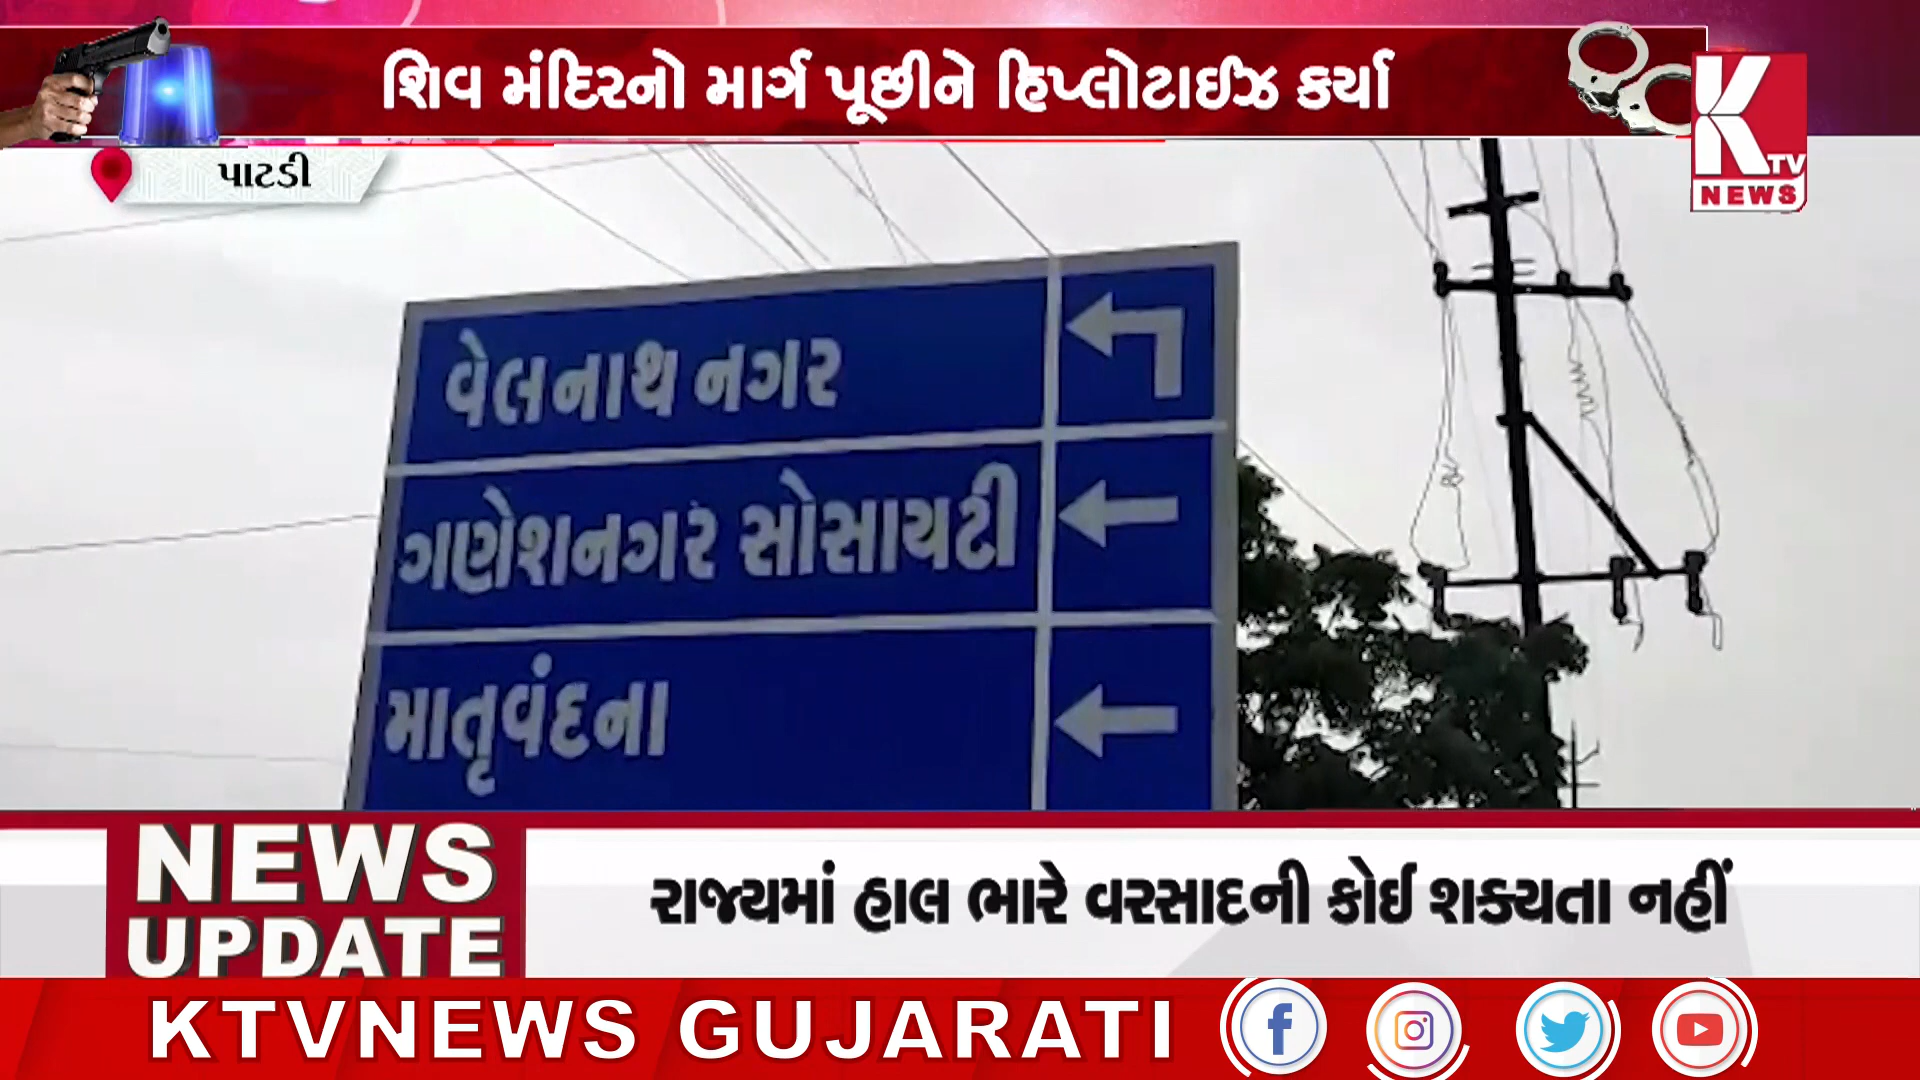 શિવ મંદિરનો માર્ગ પૂછીને હિપ્લોટાઈઝ કર્યા
K TV
NEWS
પાટડી
વેલનાથ નગર
ગણેશનગર સોસાયટી
માતૃવંદના
NEWS
UPDATE
રાજ્યમાં હાલ ભારે વરસાદની કોઈ શક્યતા નહીં
KTVNEWS GUJARATI